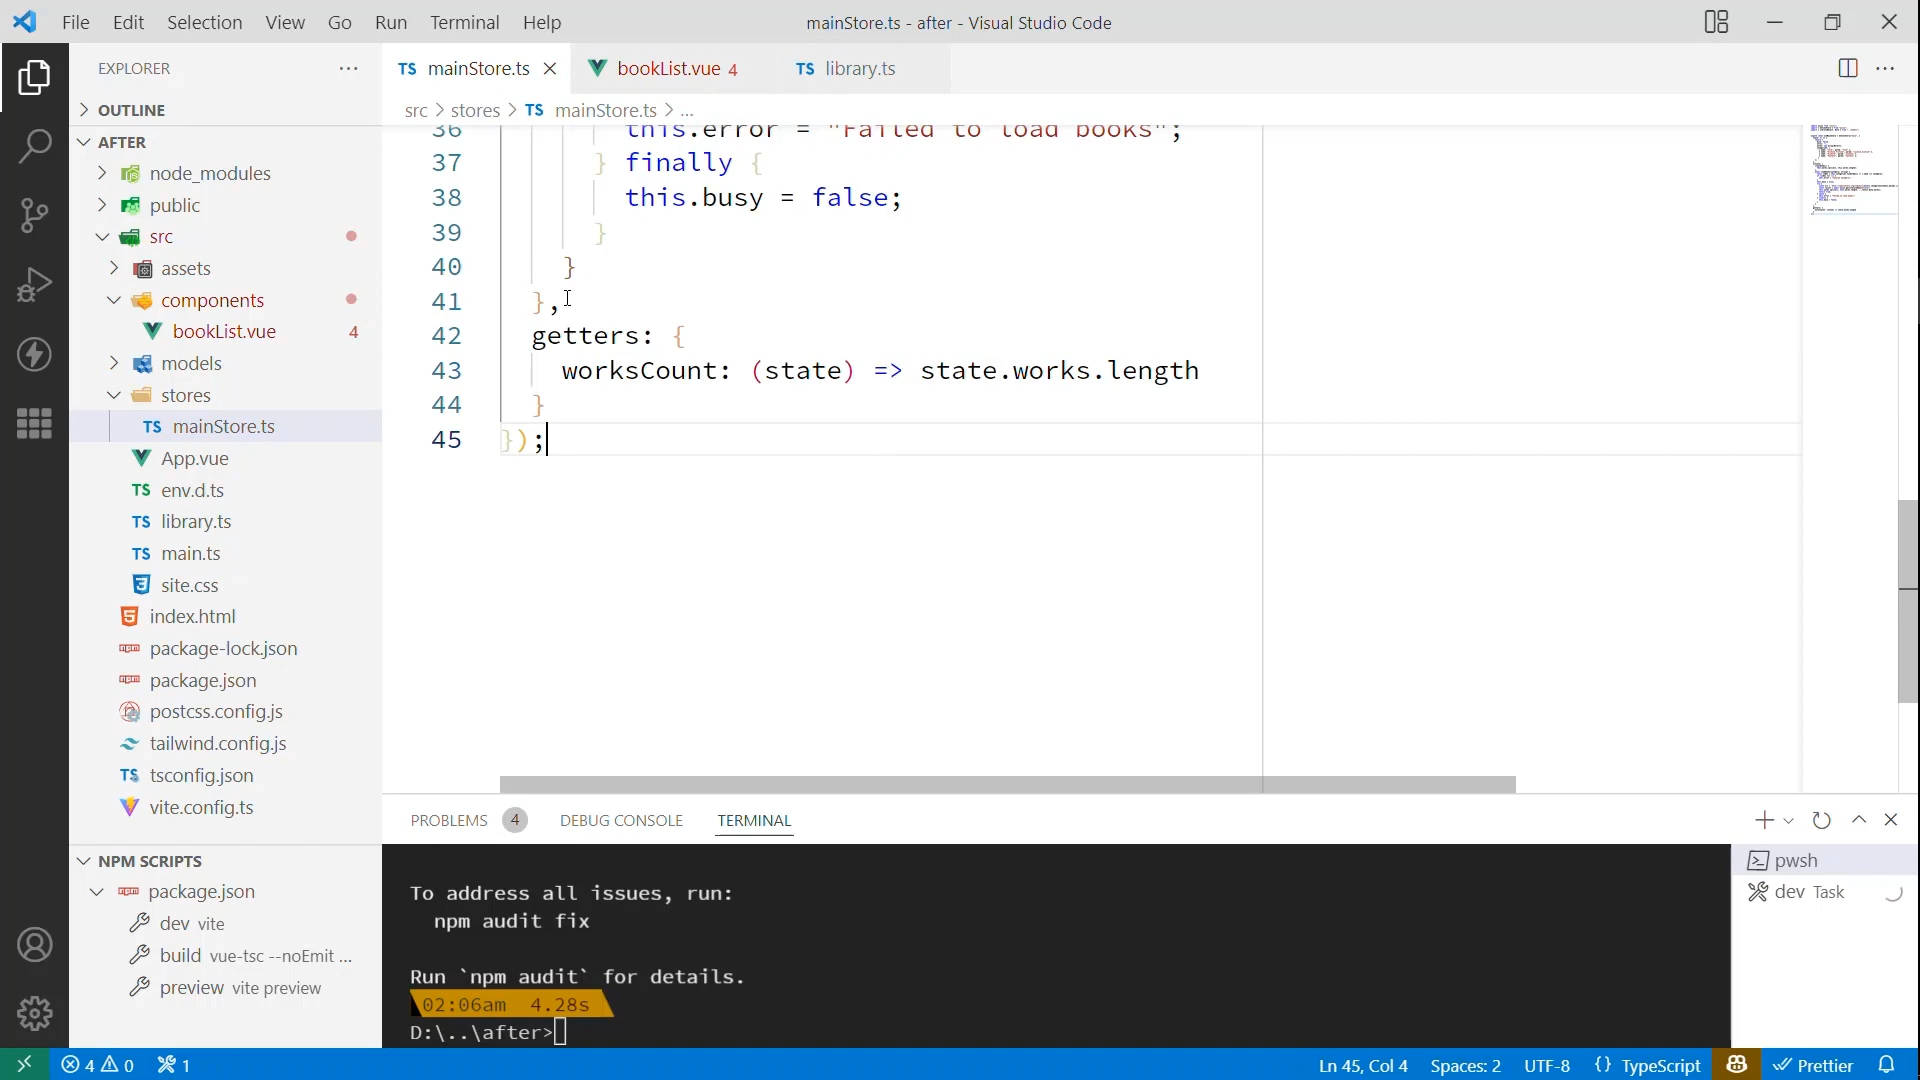 File Edit Selection View Go Run Terminal Help
mainStore.ts - after - Visual Studio Code
EXPLORER
OUTLINE
AFTER
node_modules
public
src
assets
components
bookList.vue 4
models
stores
TS mainStore.ts
App.vue
TS env.d.ts
TS library.ts
TS main.ts
site.css
index.html
package-lock.json
package.json
postcss.config.js
tailwind.config.js
TS tsconfig.json
vite.config.ts
NPM SCRIPTS
package.json
dev vite
build vue-tsc --noEmit ...
preview vite preview
TS mainStore.ts
bookList.vue 4
TS library.ts
src > stores > TS mainStore.ts > ...
36 this.error = "Failed to load books";
37 } finally {
38 this.busy = false;
39 }
40 }
41 },
42 getters: {
43 worksCount: (state) => state.works.length
44 }
45 });
PROBLEMS 4 DEBUG CONSOLE TERMINAL
To address all issues, run:
npm audit fix
Run `npm audit` for details.
02:06am 4.28s
D:\..\after>
pwsh
dev Task
4 0 1
Ln 45, Col 4 Spaces: 2 UTF-8 {} TypeScript Prettier